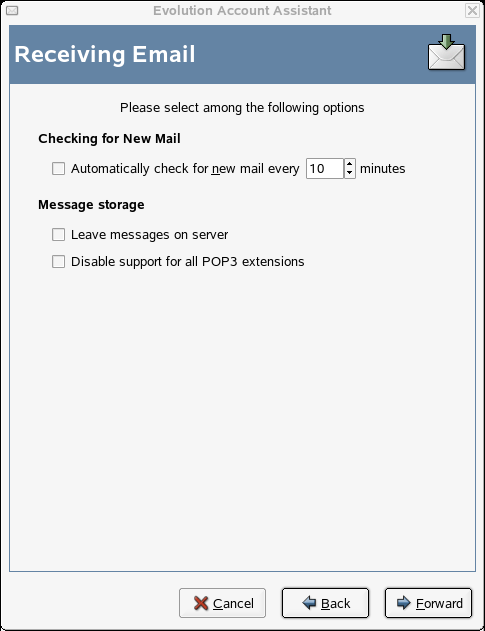 Evolution Account Assistant
Receiving Email
Please select among the following options
Checking for New Mail
Automatically check for new mail every 10 minutes
Message storage
Leave messages on server
Disable support for all POP3 extensions
Cancel Back Forward